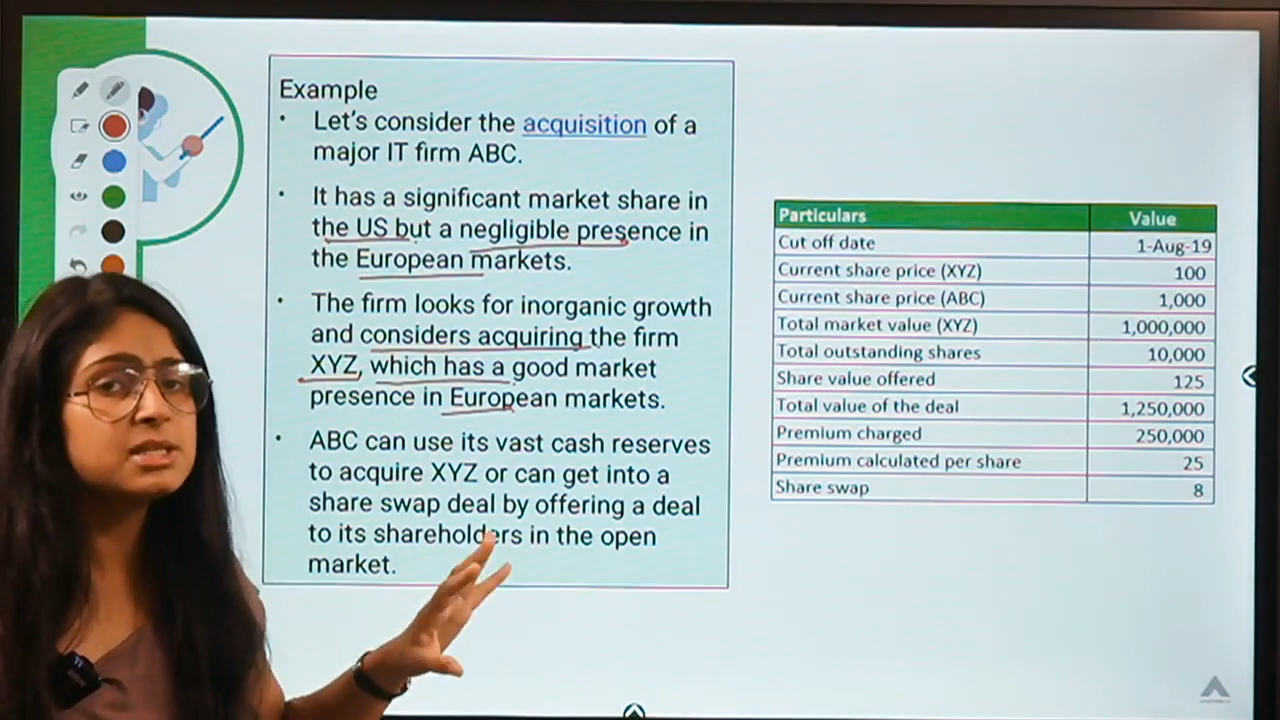 Example
• Let's consider the acquisition of a
major IT firm ABC.
• It has a significant market share in
the US but a negligible presence in
the European markets.
• The firm looks for inorganic growth
and considers acquiring the firm
XYZ, which has a good market
presence in European markets.
• ABC can use its vast cash reserves
to acquire XYZ or can get into a
share swap deal by offering a deal
to its shareholders in the open
market.
Particulars Value
Cut off date 1-Aug-19
Current share price (XYZ) 100
Current share price (ABC) 1,000
Total market value (XYZ) 1,000,000
Total outstanding shares 10,000
Share value offered 125
Total value of the deal 1,250,000
Premium charged 250,000
Premium calculated per share 25
Share swap 8